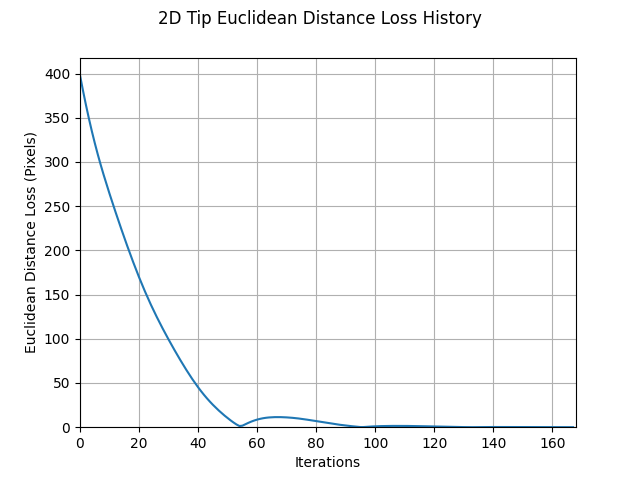 2D Tip Euclidean Distance Loss History
400
350
300
250
200
150
100
50
0
Euclidean Distance Loss (Pixels)
0 20 40 60 80 100 120 140 160
Iterations